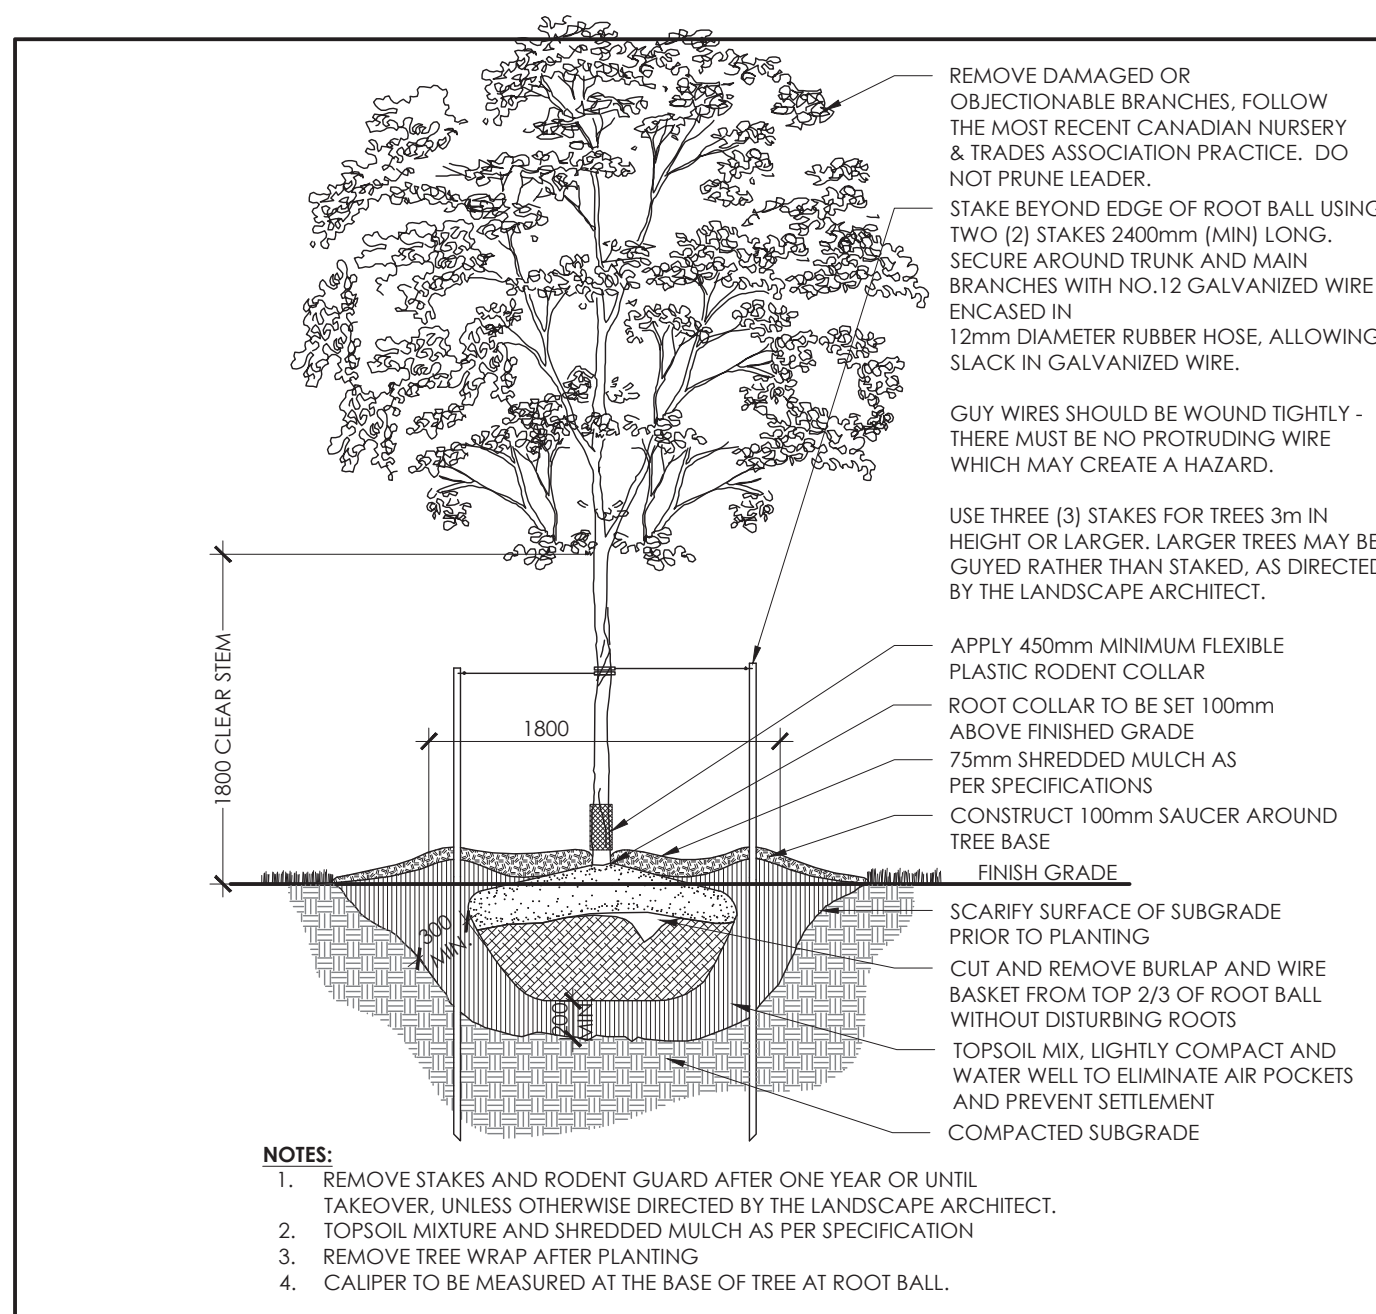 REMOVE DAMAGED OR
OBJECTIONABLE BRANCHES, FOLLOW
THE MOST RECENT CANADIAN NURSERY
& TRADES ASSOCIATION PRACTICE. DO
NOT PRUNE LEADER.
STAKE BEYOND EDGE OF ROOT BALL USING
TWO (2) STAKES 2400mm (MIN) LONG.
SECURE AROUND TRUNK AND MAIN
BRANCHES WITH NO.12 GALVANIZED WIRE
ENCASED IN
12mm DIAMETER RUBBER HOSE, ALLOWING
SLACK IN GALVANIZED WIRE.
GUY WIRES SHOULD BE WOUND TIGHTLY -
THERE MUST BE NO PROTRUDING WIRE
WHICH MAY CREATE A HAZARD.
USE THREE (3) STAKES FOR TREES 3m IN
HEIGHT OR LARGER. LARGER TREES MAY BE
GUYED RATHER THAN STAKED, AS DIRECTED
BY THE LANDSCAPE ARCHITECT.
1800 CLEAR STEM
1800
APPLY 450mm MINIMUM FLEXIBLE
PLASTIC RODENT COLLAR
ROOT COLLAR TO BE SET 100mm
ABOVE FINISHED GRADE
75mm SHREDDED MULCH AS
PER SPECIFICATIONS
CONSTRUCT 100mm SAUCER AROUND
TREE BASE
FINISH GRADE
300
MIN.
200
MIN
SCARIFY SURFACE OF SUBGRADE
PRIOR TO PLANTING
CUT AND REMOVE BURLAP AND WIRE
BASKET FROM TOP 2/3 OF ROOT BALL
WITHOUT DISTURBING ROOTS
TOPSOIL MIX, LIGHTLY COMPACT AND
WATER WELL TO ELIMINATE AIR POCKETS
AND PREVENT SETTLEMENT
COMPACTED SUBGRADE
NOTES:
1. REMOVE STAKES AND RODENT GUARD AFTER ONE YEAR OR UNTIL
TAKEOVER, UNLESS OTHERWISE DIRECTED BY THE LANDSCAPE ARCHITECT.
2. TOPSOIL MIXTURE AND SHREDDED MULCH AS PER SPECIFICATION
3. REMOVE TREE WRAP AFTER PLANTING
4. CALIPER TO BE MEASURED AT THE BASE OF TREE AT ROOT BALL.